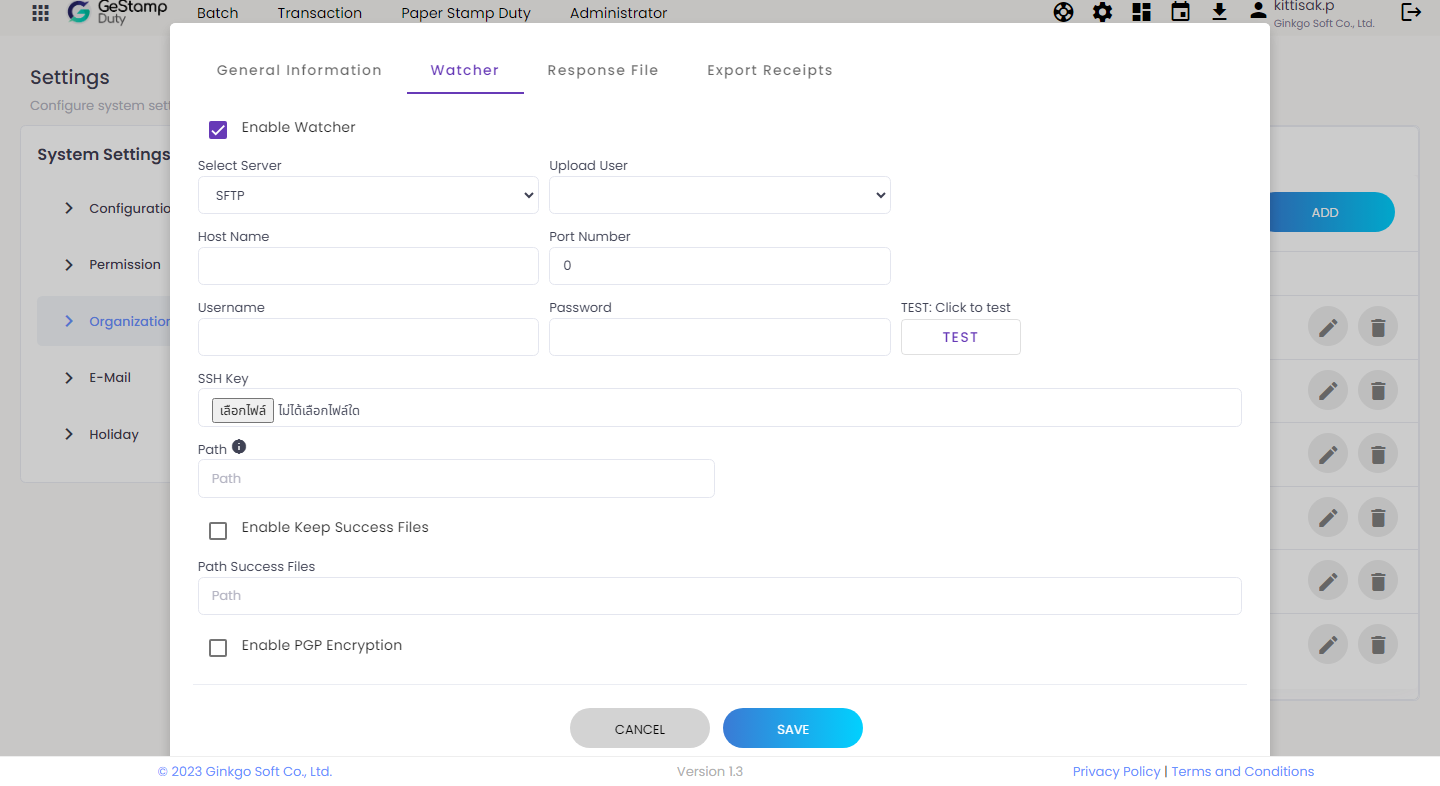 GeStamp
Duty
Batch
Transaction
Paper Stamp Duty
Administrator
kittisak.p
Ginkgo Soft Co., Ltd.
Settings
Configure system sett
System Settings
Configuratio
Permission
Organization
E-Mail
Holiday
General Information
Watcher
Response File
Export Receipts
Enable Watcher
Select Server
Upload User
SFTP
Host Name
Port Number
0
Username
Password
TEST: Click to test
TEST
SSH Key
เลือกไฟล์ ไม่ได้เลือกไฟล์ใด
Path
Path
Enable Keep Success Files
Path Success Files
Path
Enable PGP Encryption
CANCEL
SAVE
ADD
© 2023 Ginkgo Soft Co., Ltd.
Version 1.3
Privacy Policy | Terms and Conditions